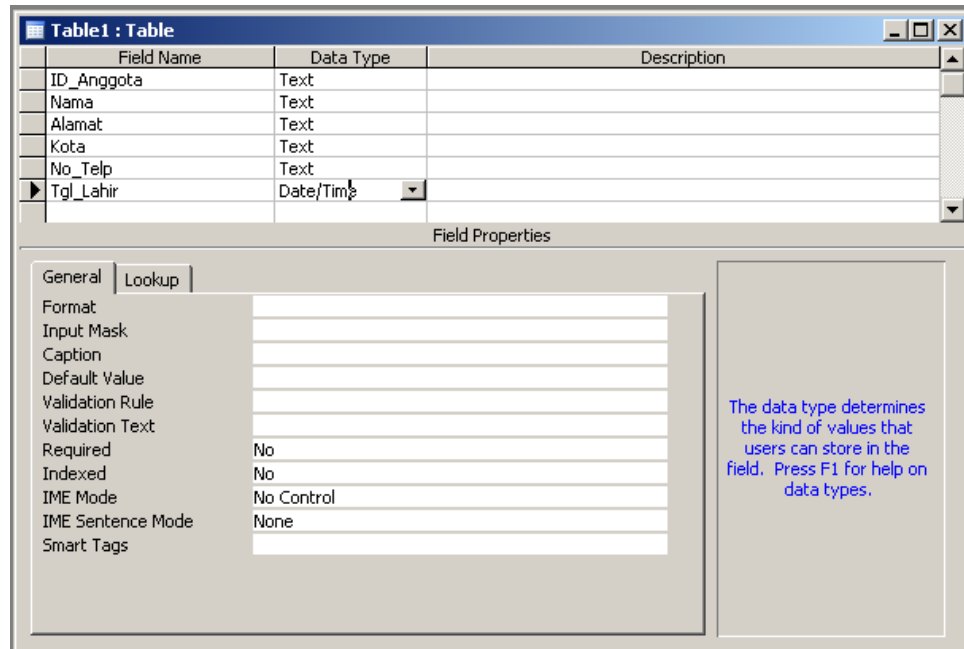 Table1 : Table
Field Name Data Type Description
ID_Anggota Text
Nama Text
Alamat Text
Kota Text
No_Telp Text
Tgl_Lahir Date/Time
Field Properties
General Lookup
Format
Input Mask
Caption
Default Value
Validation Rule
Validation Text
Required No
Indexed No
IME Mode No Control
IME Sentence Mode None
Smart Tags
The data type determines
the kind of values that
users can store in the
field. Press F1 for help on
data types.